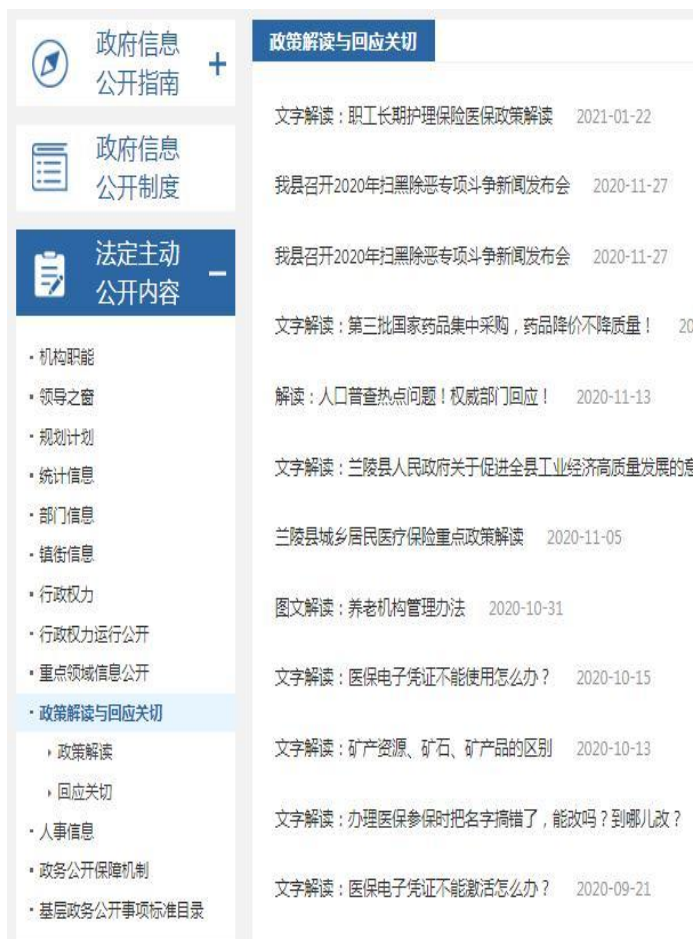 政府信息
公开指南
+
政府信息
公开制度
法定主动
公开内容
机构职能
领导之窗
规划计划
统计信息
部门信息
镇街信息
行政权力
行政权力运行公开
重点领域信息公开
政策解读与回应关切
政策解读
回应关切
人事信息
政务公开保障机制
基层政务公开事项标准目录
政策解读与回应关切
文字解读：职工长期护理保险医保政策解读 2021-01-22
我县召开2020年扫黑除恶专项斗争新闻发布会 2020-11-27
我县召开2020年扫黑除恶专项斗争新闻发布会 2020-11-27
文字解读：第三批国家药品集中采购，药品降价不降质量！ 20
解读：人口普查热点问题！权威部门回应！ 2020-11-13
文字解读：兰陵县人民政府关于促进全县工业经济高质量发展的意
兰陵县城乡居民医疗保险重点政策解读 2020-11-05
图文解读：养老机构管理办法 2020-10-31
文字解读：医保电子凭证不能使用怎么办？ 2020-10-15
文字解读：矿产资源、矿石、矿产品的区别 2020-10-13
文字解读：办理医保参保时把名字搞错了，能改吗？到哪儿改？
文字解读：医保电子凭证不能激活怎么办？ 2020-09-21